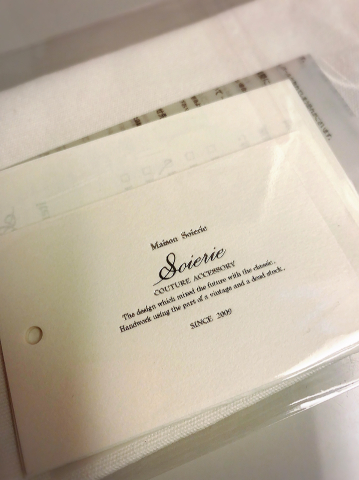 Maison Soierie
Soierie
COUTURE ACCESSORY
The design which mixed the future with the classic.
Handwork using the part of a vintage and a dead stock.
SINCE 2009